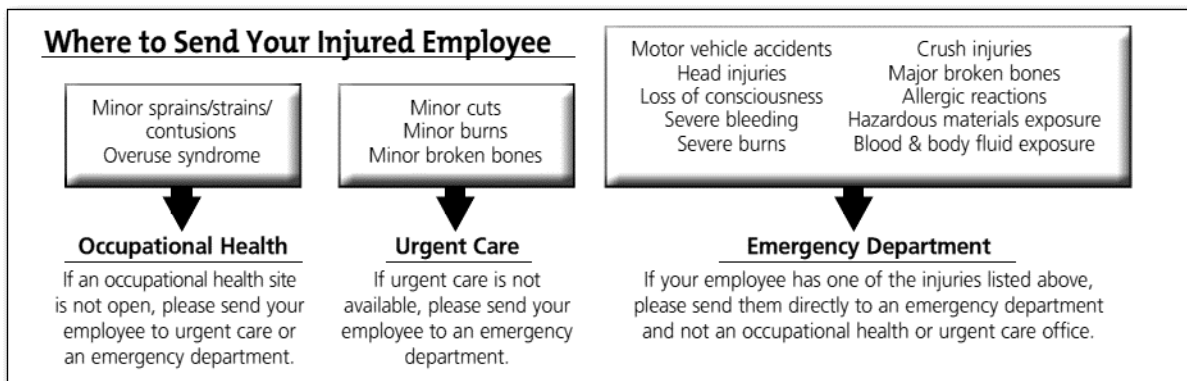 Where to Send Your Injured Employee
Minor sprains/strains/
contusions
Overuse syndrome
Occupational Health
If an occupational health site
is not open, please send your
employee to urgent care or
an emergency department.
Minor cuts
Minor burns
Minor broken bones
Urgent Care
If urgent care is not
available, please send your
employee to an emergency
department.
Motor vehicle accidents
Head injuries
Loss of consciousness
Severe bleeding
Severe burns
Crush injuries
Major broken bones
Allergic reactions
Hazardous materials exposure
Blood & body fluid exposure
Emergency Department
If your employee has one of the injuries listed above,
please send them directly to an emergency department
and not an occupational health or urgent care office.